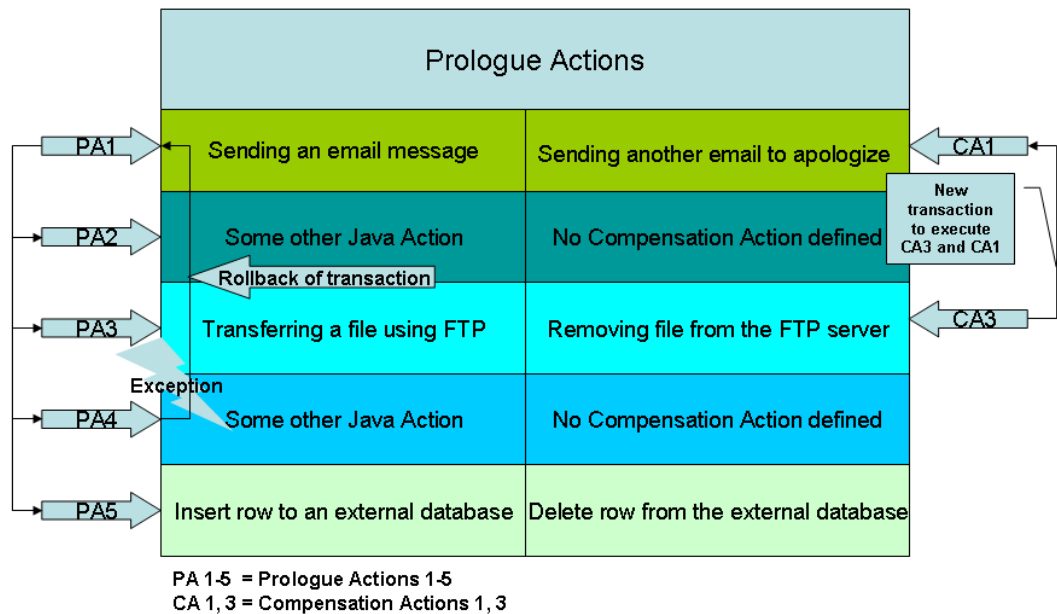 Prologue Actions
PA1
Sending an email message
Sending another email to apologize
CA1
New
transaction
to execute
CA3 and CA1
PA2
Some other Java Action
No Compensation Action defined
Rollback of transaction
PA3
Transferring a file using FTP
Removing file from the FTP server
CA3
Exception
PA4
Some other Java Action
No Compensation Action defined
PA5
Insert row to an external database
Delete row from the external database
PA 1-5 = Prologue Actions 1-5
CA 1, 3 = Compensation Actions 1, 3